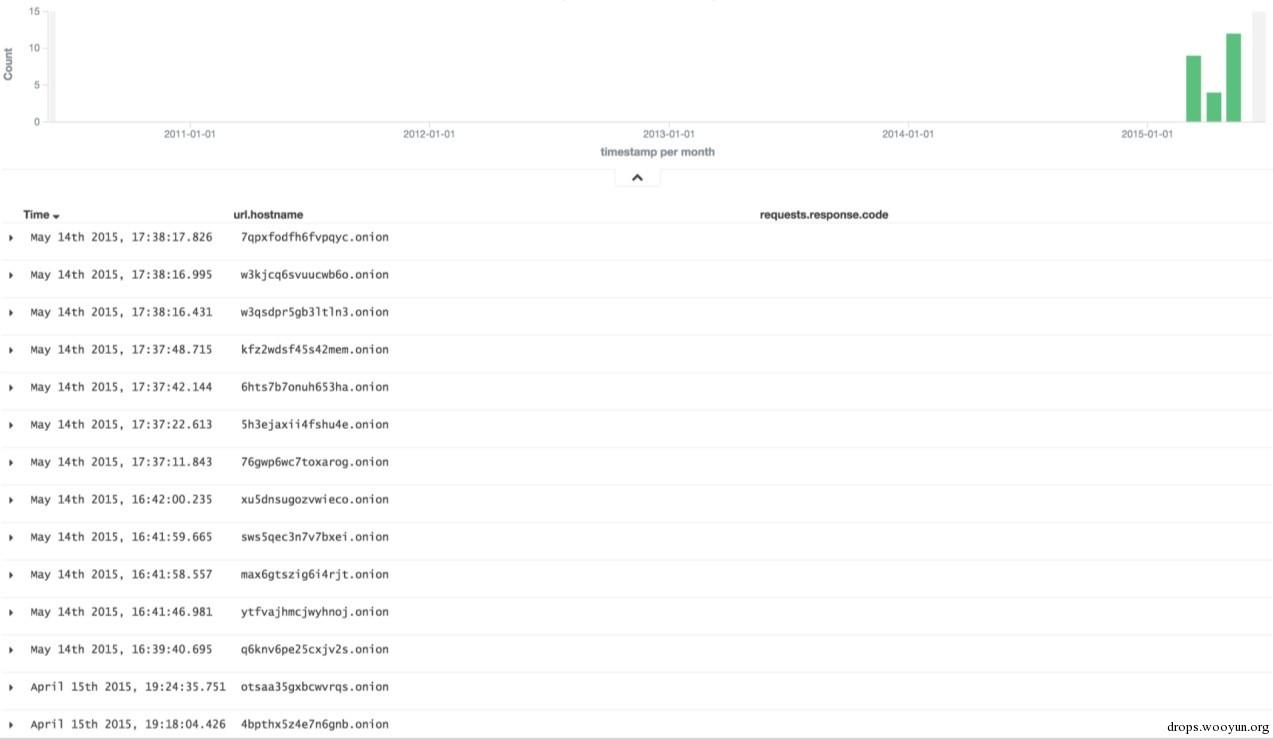 15
10
5
0
Count
2011-01-01 2012-01-01 2013-01-01 2014-01-01 2015-01-01
timestamp per month
Time url.hostname requests.response.code
May 14th 2015, 17:38:17.826 7qpxfodfh6fvpqyc.onion
May 14th 2015, 17:38:16.995 w3kjcq6svuucwb6o.onion
May 14th 2015, 17:38:16.431 w3qsdpr5gb3ltln3.onion
May 14th 2015, 17:37:48.715 kfz2wdsf45s42mem.onion
May 14th 2015, 17:37:42.144 6hts7b7onuh653ha.onion
May 14th 2015, 17:37:22.613 5h3ejaxii4fshu4e.onion
May 14th 2015, 17:37:11.843 76gwp6wc7toxarog.onion
May 14th 2015, 16:42:00.235 xu5dnsugozvwieco.onion
May 14th 2015, 16:41:59.665 sws5qec3n7v7bxei.onion
May 14th 2015, 16:41:58.557 max6gtszig6i4rjt.onion
May 14th 2015, 16:41:46.981 ytfvajhmcjwyhnoj.onion
May 14th 2015, 16:39:40.695 q6knv6pe25cxjv2s.onion
April 15th 2015, 19:24:35.751 otsaa35gxbcwvrqs.onion
April 15th 2015, 19:18:04.426 4bpthx5z4e7n6gnb.onion
drops.wooyun.org